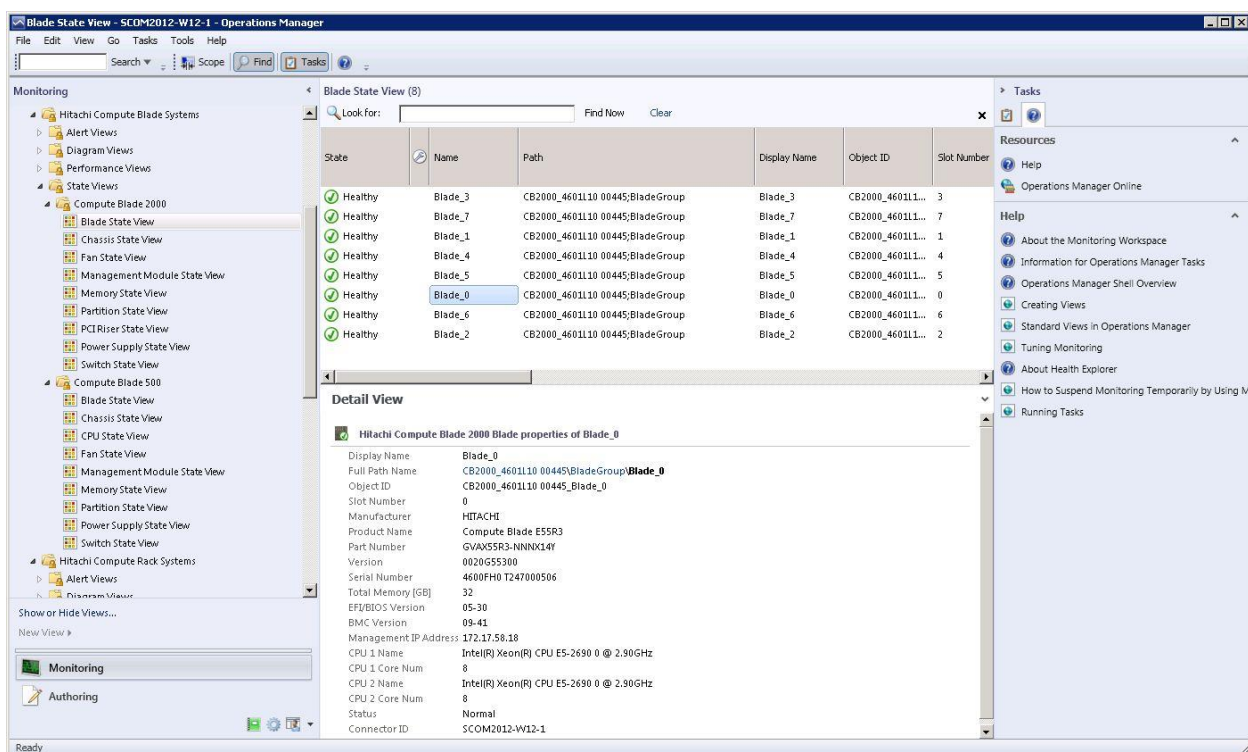 Blade State View - SCOM2012-W12-1 - Operations Manager
File Edit View Go Tasks Tools Help
Search Scope Find Tasks
Monitoring
Hitachi Compute Blade Systems
Alert Views
Diagram Views
Performance Views
State Views
Compute Blade 2000
Blade State View
Chassis State View
Fan State View
Management Module State View
Memory State View
Partition State View
PCI Riser State View
Power Supply State View
Switch State View
Compute Blade 500
Blade State View
Chassis State View
CPU State View
Fan State View
Management Module State View
Memory State View
Partition State View
Power Supply State View
Switch State View
Hitachi Compute Rack Systems
Alert Views
Diagram Views
Show or Hide Views...
New View
Monitoring
Authoring
Blade State View (8)
Look for: Find Now Clear
State Name Path Display Name Object ID Slot Number
Healthy Blade_3 CB2000_4601L10 00445;BladeGroup Blade_3 CB2000_4601L1... 3
Healthy Blade_7 CB2000_4601L10 00445;BladeGroup Blade_7 CB2000_4601L1... 7
Healthy Blade_1 CB2000_4601L10 00445;BladeGroup Blade_1 CB2000_4601L1... 1
Healthy Blade_4 CB2000_4601L10 00445;BladeGroup Blade_4 CB2000_4601L1... 4
Healthy Blade_5 CB2000_4601L10 00445;BladeGroup Blade_5 CB2000_4601L1... 5
Healthy Blade_0 CB2000_4601L10 00445;BladeGroup Blade_0 CB2000_4601L1... 0
Healthy Blade_6 CB2000_4601L10 00445;BladeGroup Blade_6 CB2000_4601L1... 6
Healthy Blade_2 CB2000_4601L10 00445;BladeGroup Blade_2 CB2000_4601L1... 2
Detail View
Hitachi Compute Blade 2000 Blade properties of Blade_0
Display Name Blade_0
Full Path Name CB2000_4601L10 00445\BladeGroup\Blade_0
Object ID CB2000_4601L10 00445_Blade_0
Slot Number 0
Manufacturer HITACHI
Product Name Compute Blade E55R3
Part Number GVAX55R3-NNNX14Y
Version 0020G55300
Serial Number 4600FH0 T247000506
Total Memory [GB] 32
EFI/BIOS Version 05-30
BMC Version 09-41
Management IP Address 172.17.58.18
CPU 1 Name Intel(R) Xeon(R) CPU E5-2690 0 @ 2.90GHz
CPU 1 Core Num 8
CPU 2 Name Intel(R) Xeon(R) CPU E5-2690 0 @ 2.90GHz
CPU 2 Core Num 8
Status Normal
Connector ID SCOM2012-W12-1
Tasks
Resources
Help
Operations Manager Online
Help
About the Monitoring Workspace
Information for Operations Manager Tasks
Operations Manager Shell Overview
Creating Views
Standard Views in Operations Manager
Tuning Monitoring
About Health Explorer
How to Suspend Monitoring Temporarily by Using M
Running Tasks
Ready